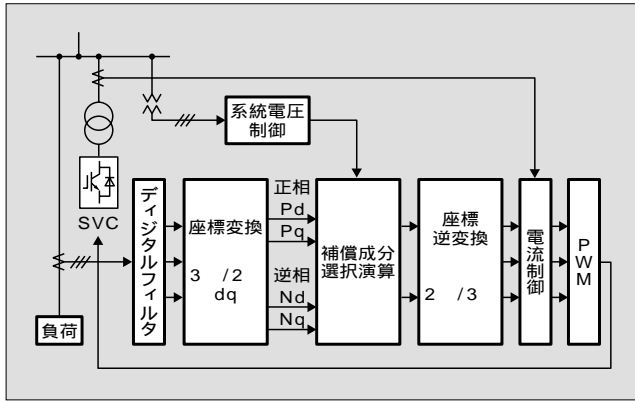 系統電圧
制御
SVC
負荷
ディジタルフィルタ
座標変換
3 /2
dq
正相
Pd
Pq
逆相
Nd
Nq
補償成分
選択演算
座標
逆変換
2 /3
電流制御
PWM